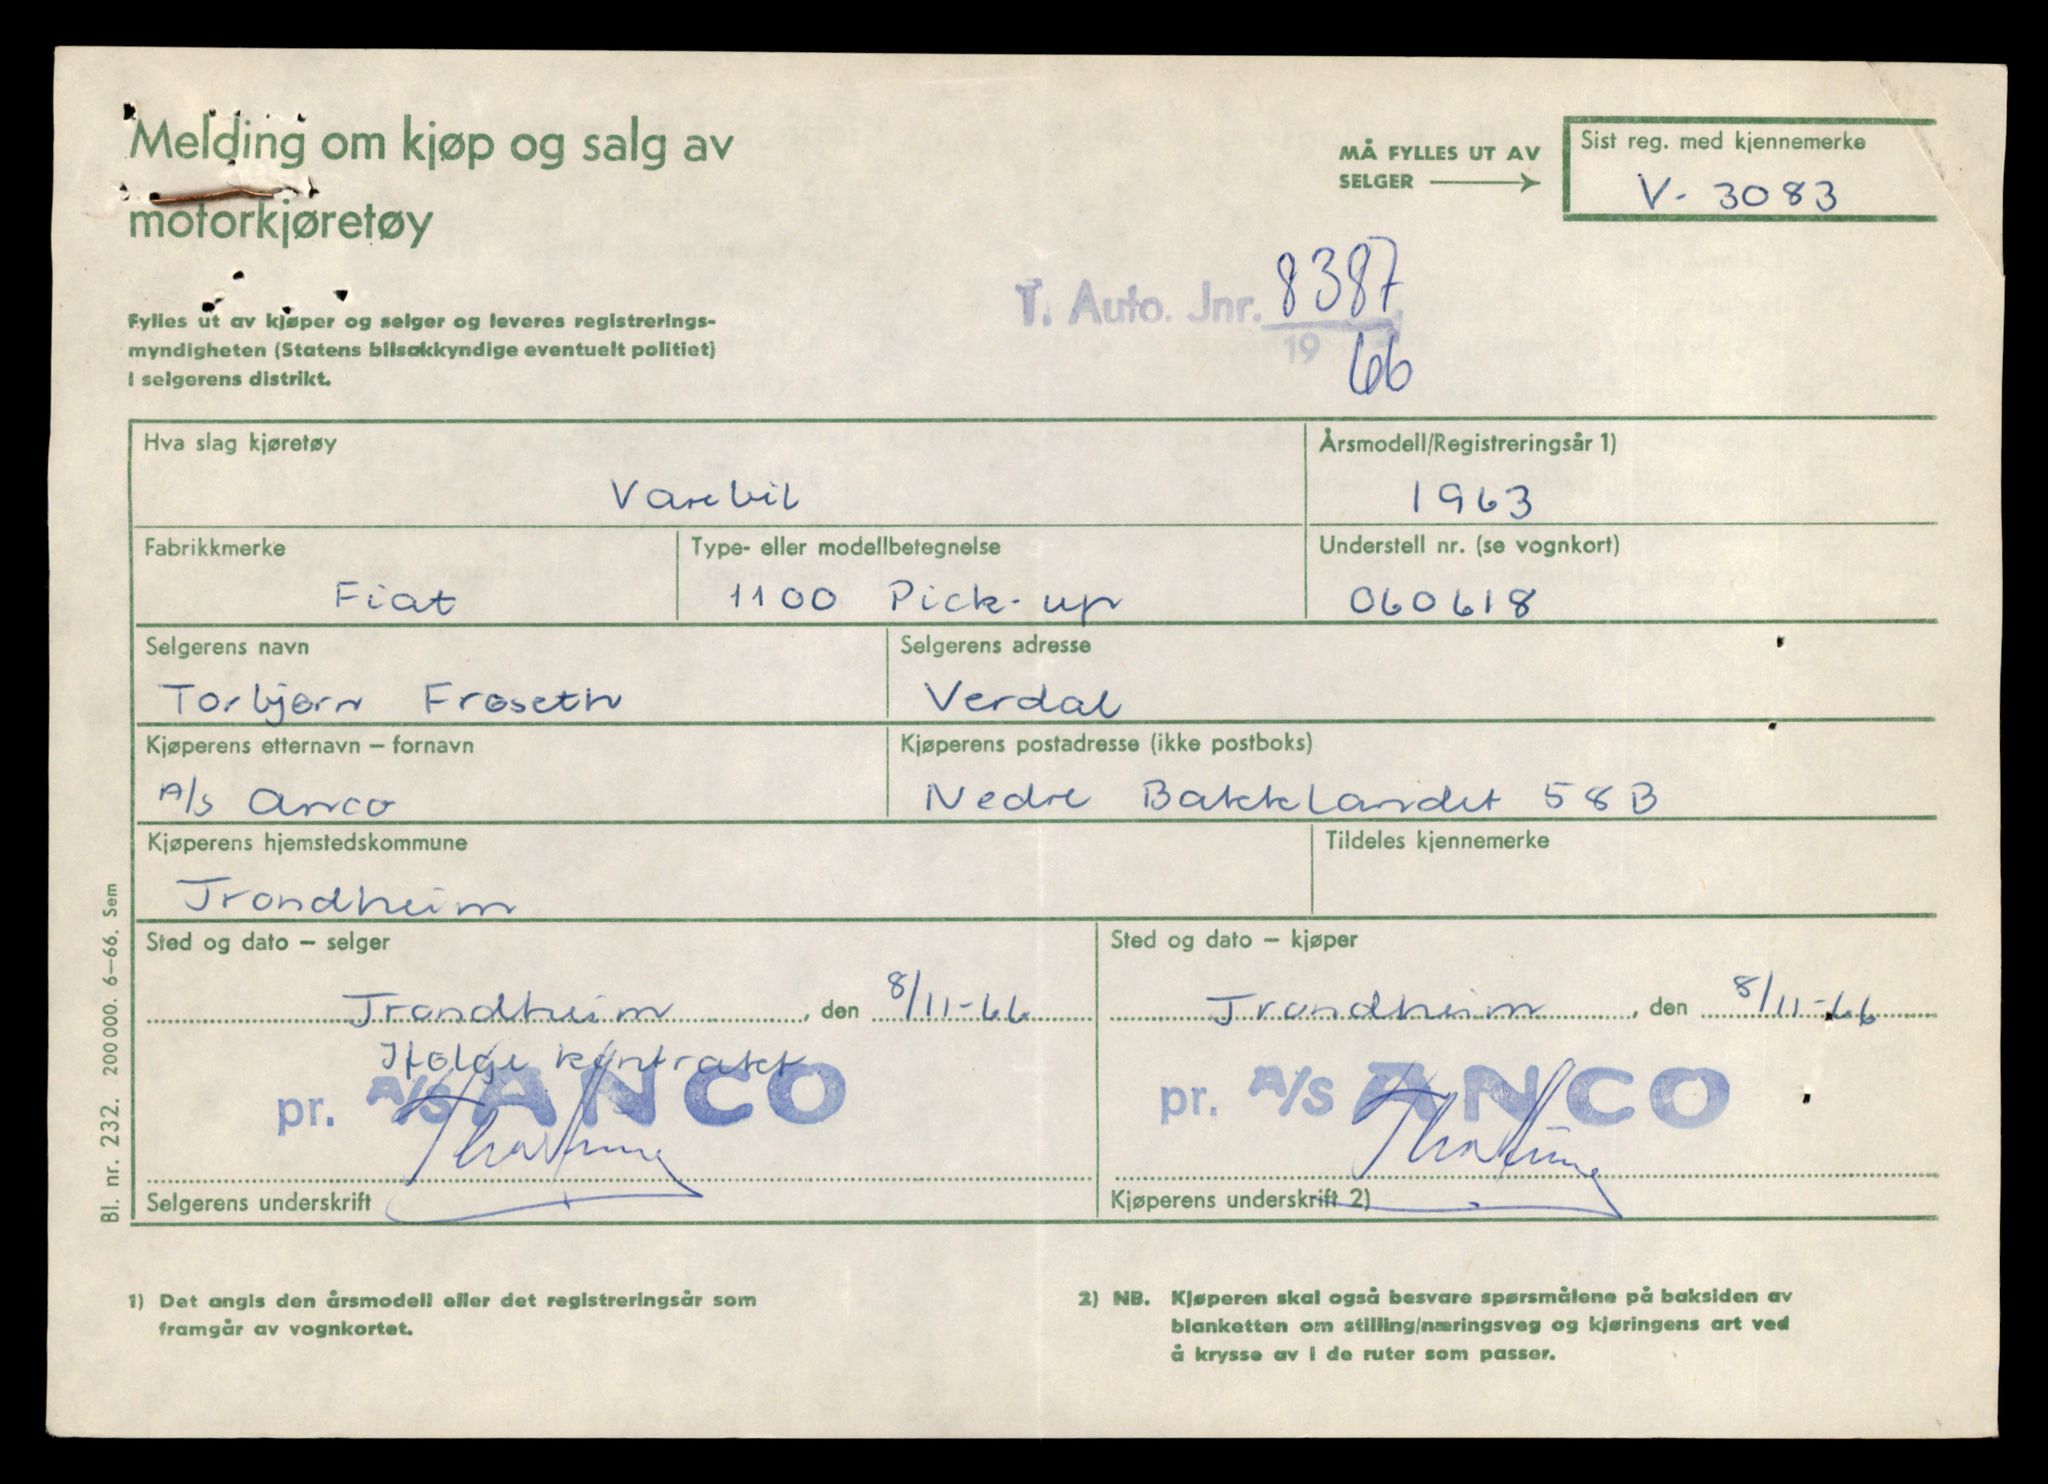 Melding om kjøp og salg av
motorkjøretøy
MÅ FYLLES UT AV
SELGER
Sist reg. med kjennemerke
V- 3083
T. Auto. Jnr. 8387
19 66
Fylles ut av kjøper og selger og leveres registrerings-
myndigheten (Statens bilsakkyndige eventuelt politiet)
i selgerens distrikt.
Hva slag kjøretøy
Varebil
Årsmodell/Registreringsår 1)
1963
Fabrikkmerke
Fiat
Type- eller modellbetegnelse
1100 Pick-up
Understell nr. (se vognkort)
060618
Selgerens navn
Torbjørn Frøseth
Selgerens adresse
Verdal
Kjøperens etternavn – fornavn
A/S Anco
Kjøperens postadresse (ikke postboks)
Nedre Bakklandet 58B
Kjøperens hjemstedskommune
Trondheim
Tildeles kjennemerke
Sted og dato – selger
Trondheim, den 8/11-66
Ifølge kontrakt
pr. A/S ANCO
Selgerens underskrift
Sted og dato – kjøper
Trondheim, den 8/11-66
pr. A/S ANCO
Kjøperens underskrift 2)
Bl. nr. 232. 200 000. 6–66. Sem
1) Det angis den årsmodell eller det registreringsår som
framgår av vognkortet.
2) NB. Kjøperen skal også besvare spørsmålene på baksiden av
blanketten om stilling/næringsveg og kjøringens art ved
å krysse av i de ruter som passer.